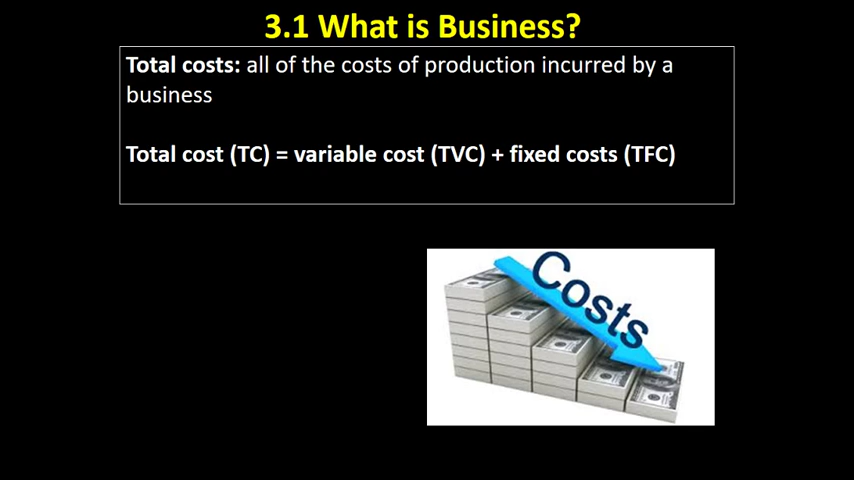 3.1 What is Business?
Total costs: all of the costs of production incurred by a
business
Total cost (TC) = variable cost (TVC) + fixed costs (TFC)
Costs